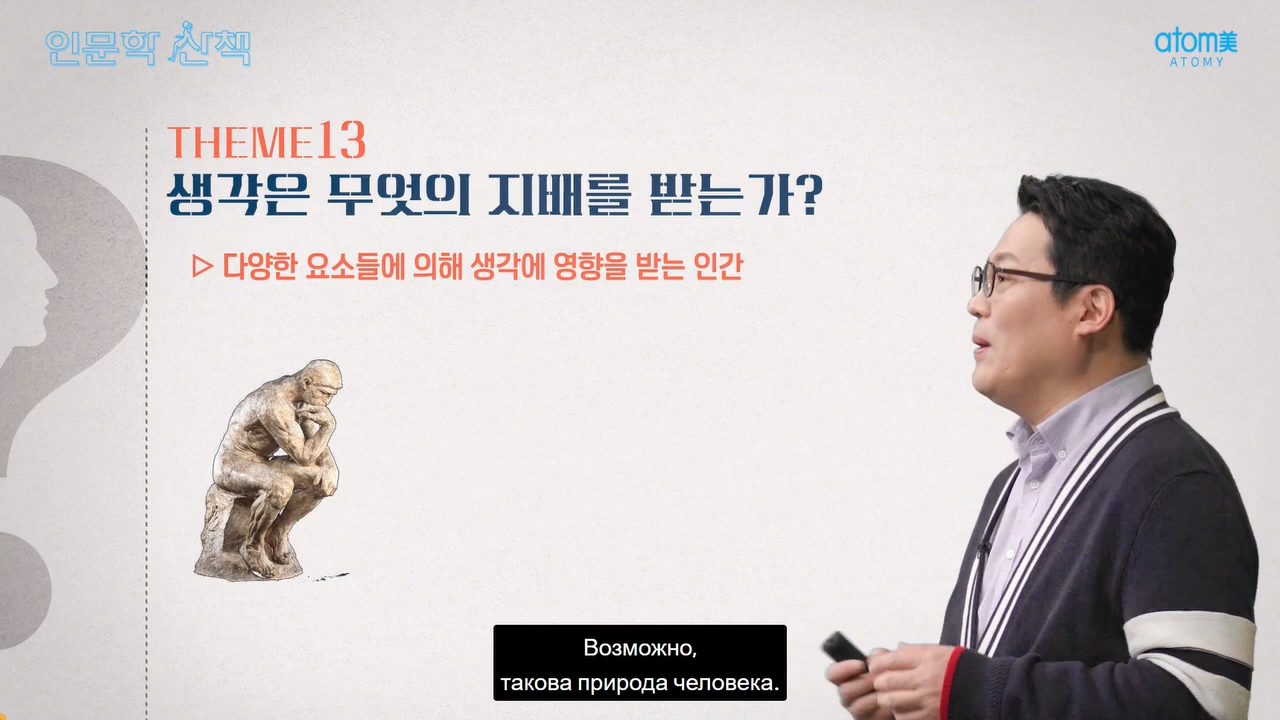 인문학 산책
atom美
ATOMY
THEME13
생각은 무엇의 지배를 받는가?
▷ 다양한 요소들에 의해 생각에 영향을 받는 인간
Возможно,
такова природа человека.